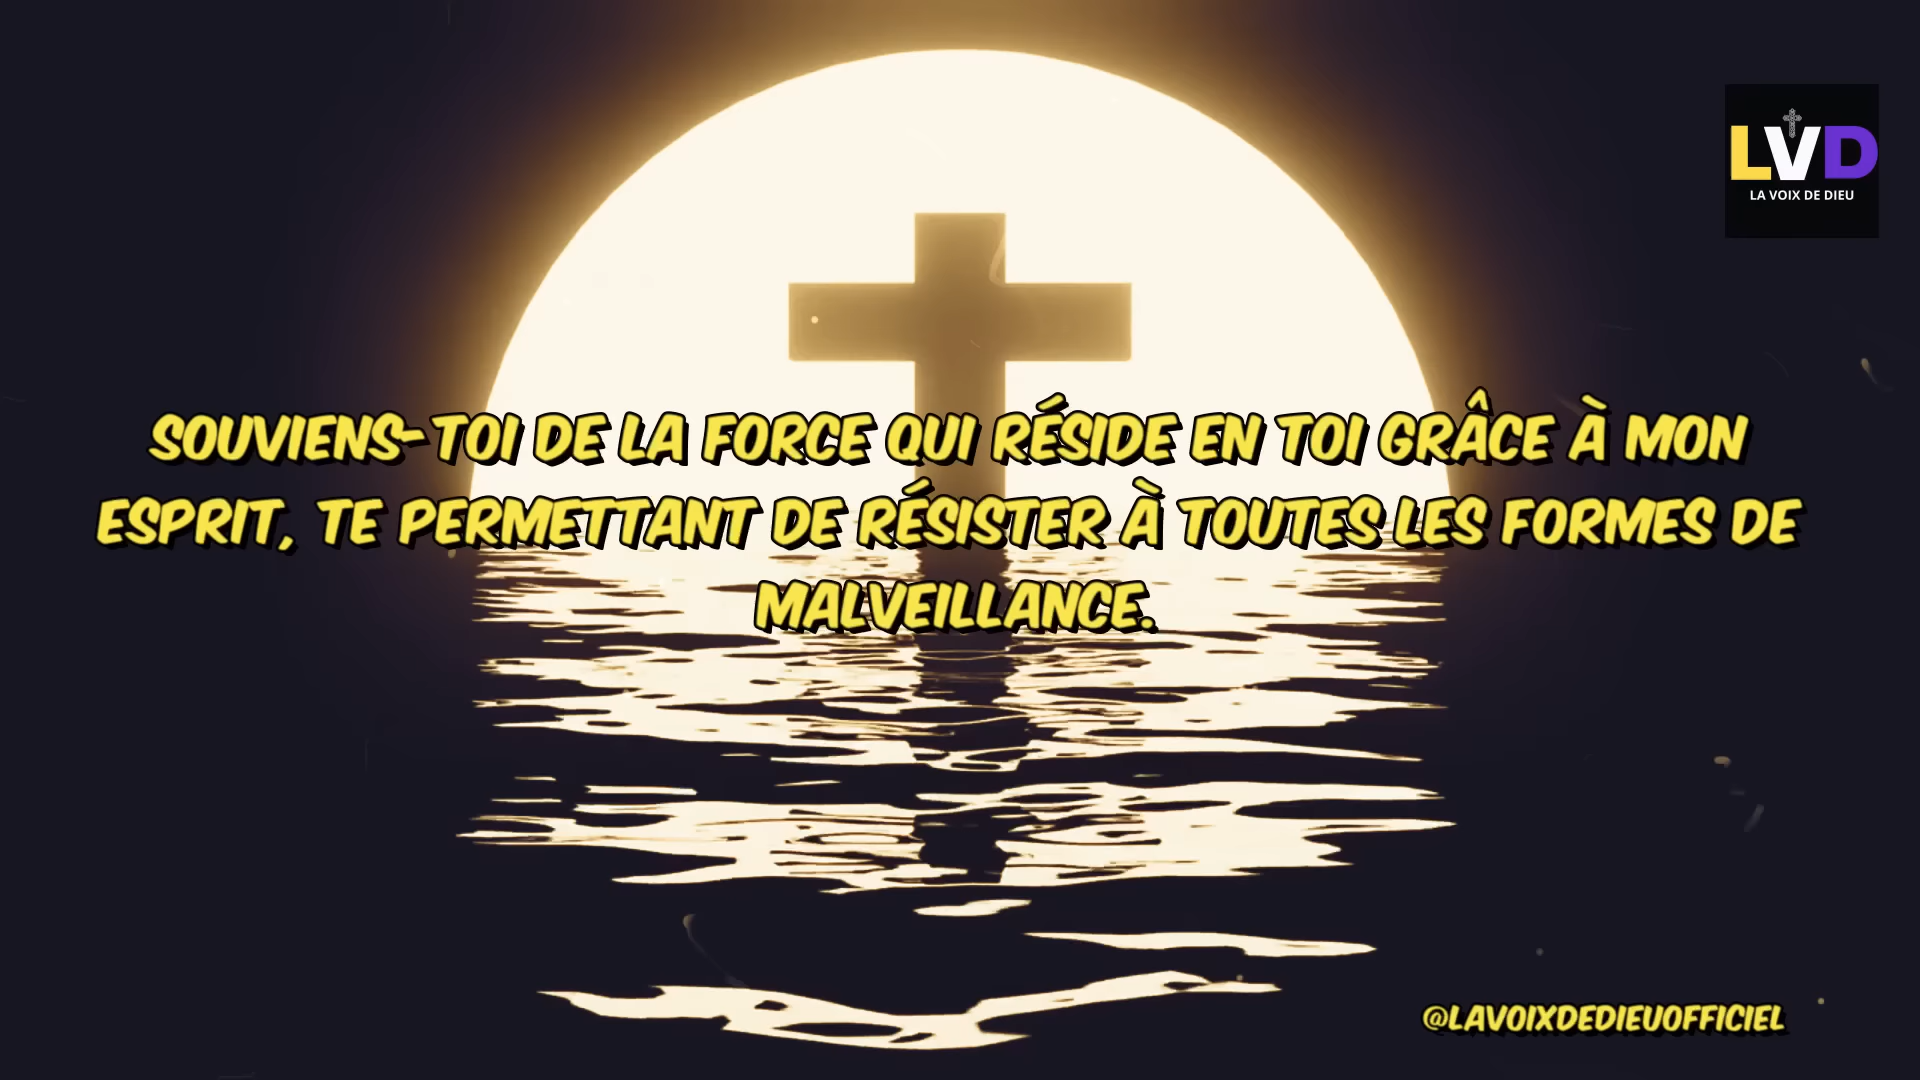 LVD
LA VOIX DE DIEU
SOUVIENS-TOI DE LA FORCE QUI RÉSIDE EN TOI GRÂCE À MON
ESPRIT, TE PERMETTANT DE RÉSISTER À TOUTES LES FORMES DE
MALVEILLANCE.
@LAVOIXDEDIEUOFFICIEL